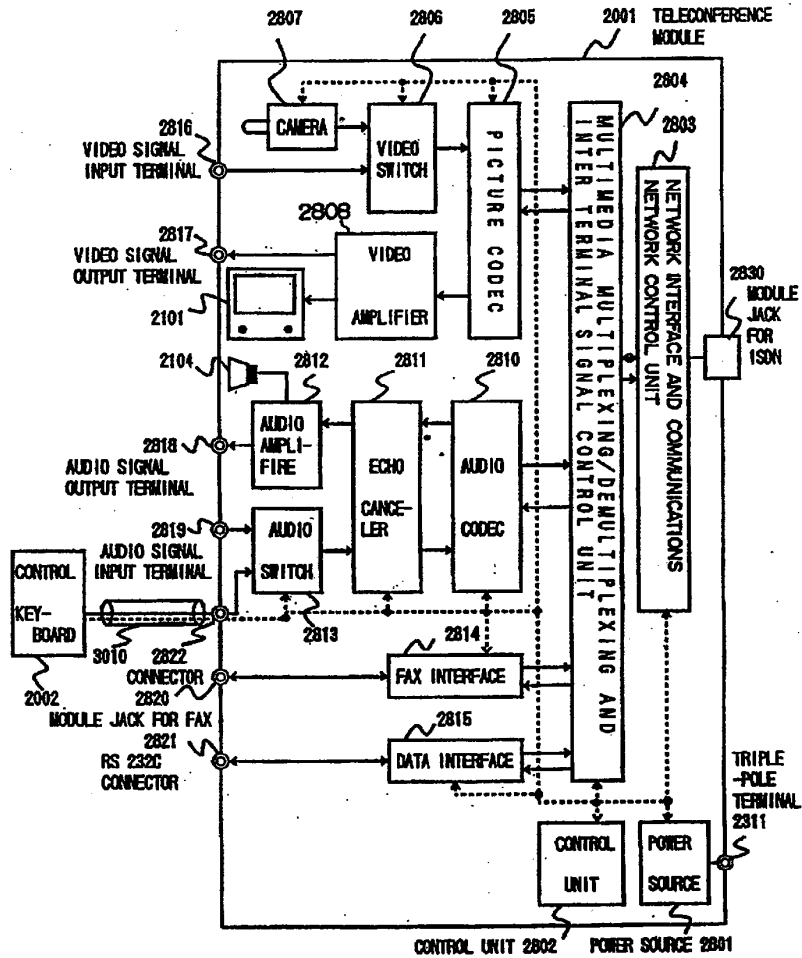 2807
2806
2805
2001
TELECONFERENCE
MODULE
2804
2803
2816
VIDEO SIGNAL
INPUT TERMINAL
CAMERA
VIDEO
SWITCH
PICTURE CODEC
MULTIMEDIA MULTIPLEXING/DEMULTIPLEXING AND
INTER TERMINAL SIGNAL CONTROL UNIT
NETWORK INTERFACE AND COMMUNICATIONS
NETWORK CONTROL UNIT
2808
2817
VIDEO SIGNAL
OUTPUT TERMINAL
VIDEO
AMPLIFIER
2101
2830
MODULE
JACK
FOR
ISDN
2104
2812
2811
2810
2818
AUDIO SIGNAL
OUTPUT TERMINAL
AUDIO
AMPLI-
FIRE
ECHO
CANCE-
LER
AUDIO
CODEC
2819
AUDIO SIGNAL
INPUT TERMINAL
AUDIO
SWITCH
CONTROL
KEY-
BOARD
3010
2822
CONNECTOR
2813
2814
2002
2820
MODULE JACK FOR FAX
FAX INTERFACE
2821
RS 232C
CONNECTOR
2815
DATA INTERFACE
TRIPLE
-POLE
TERMINAL
2311
CONTROL
UNIT
POWER
SOURCE
CONTROL UNIT 2802
POWER SOURCE 2801